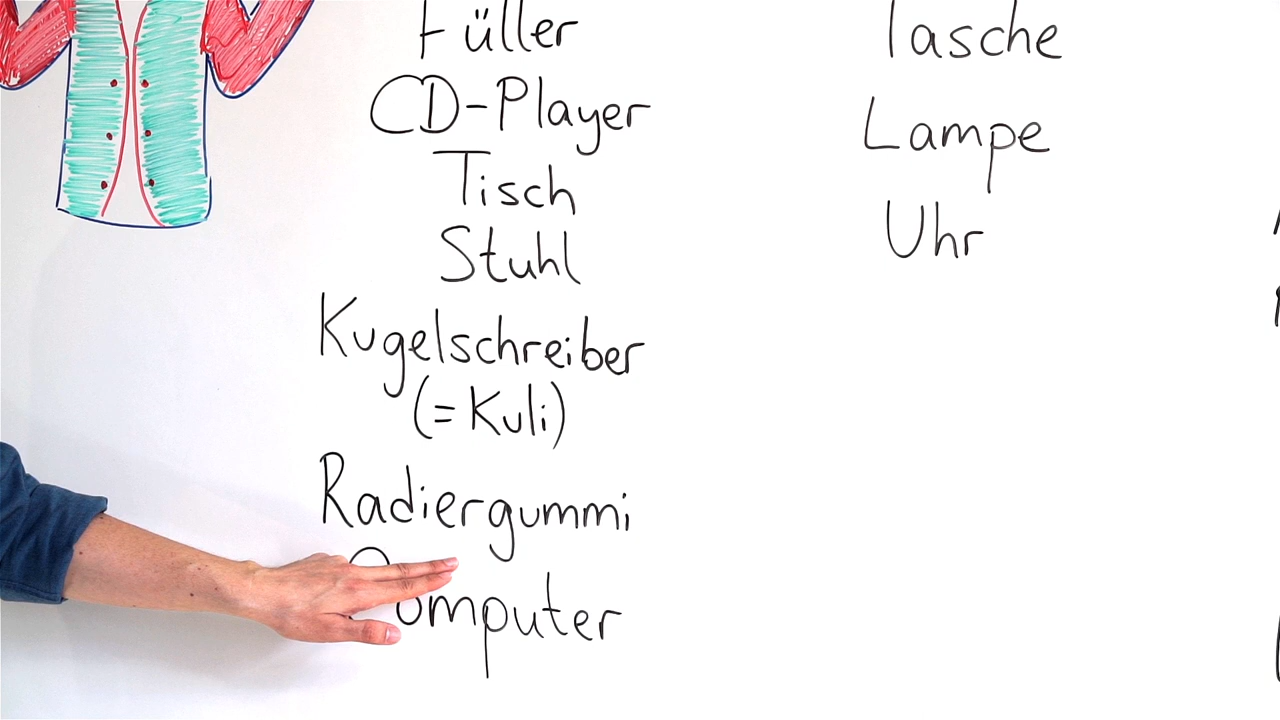 Füller
CD-Player
Tisch
Stuhl
Kugelschreiber
(= Kuli)
Radiergummi
Computer
Tasche
Lampe
Uhr